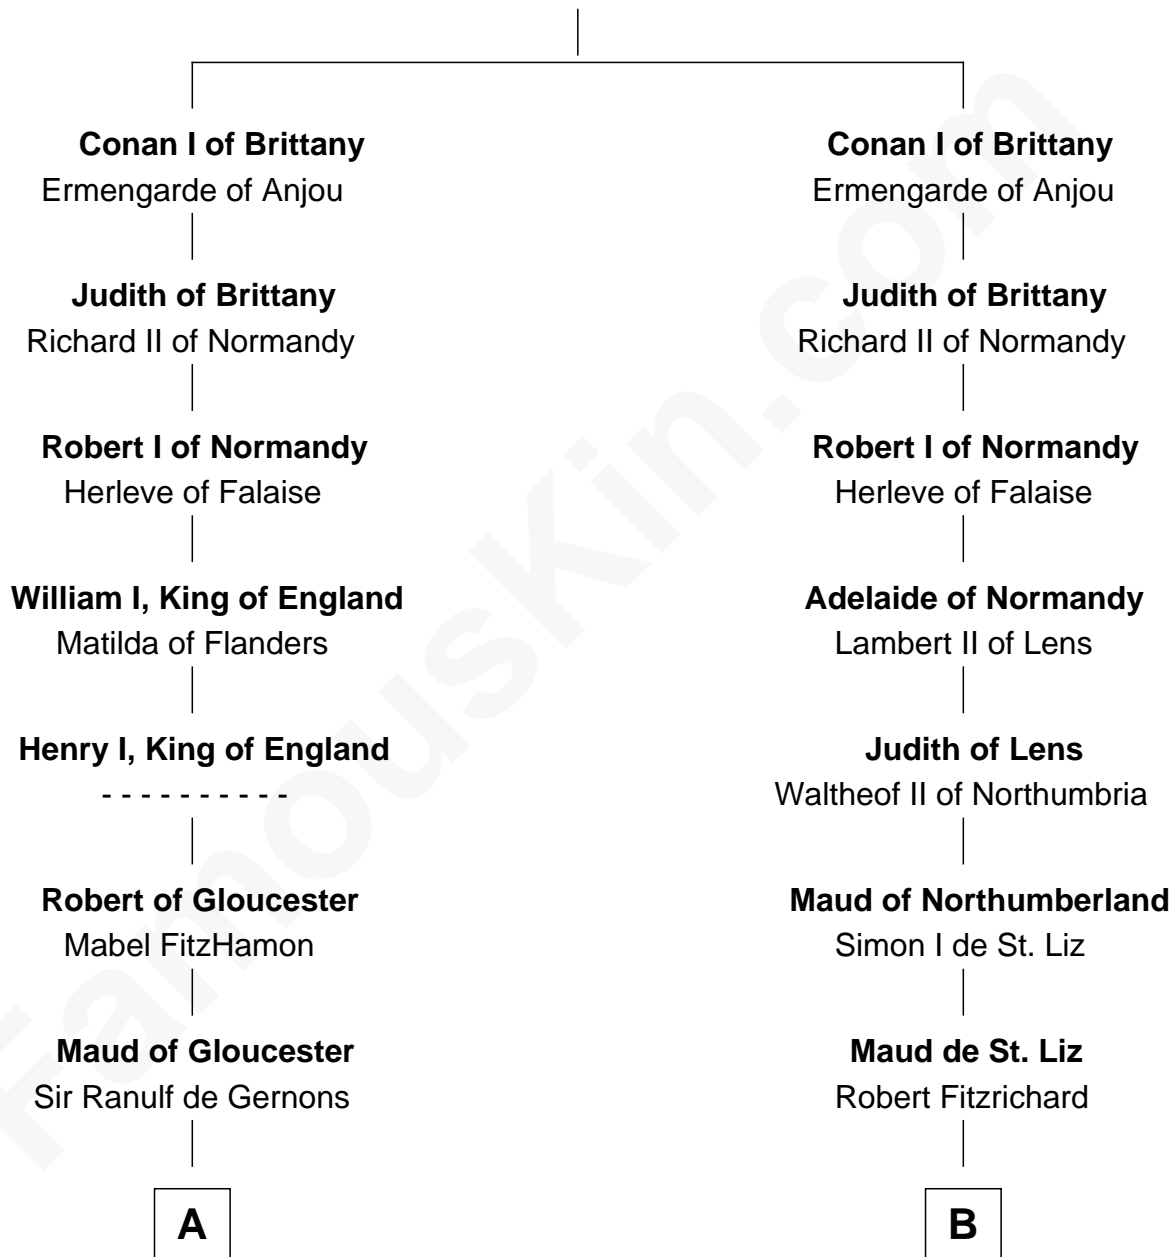 Conan I of Brittany
Ermengarde of Anjou
Judith of Brittany
Richard II of Normandy
Robert I of Normandy
Herleve of Falaise
William I, King of England
Matilda of Flanders
Henry I, King of England
- - - - - - - - - -
Robert of Gloucester
Mabel FitzHamon
Maud of Gloucester
Sir Ranulf de Gernons
A
Conan I of Brittany
Ermengarde of Anjou
Judith of Brittany
Richard II of Normandy
Robert I of Normandy
Herleve of Falaise
Adelaide of Normandy
Lambert II of Lens
Judith of Lens
Waltheof II of Northumbria
Maud of Northumberland
Simon I de St. Liz
Maud de St. Liz
Robert Fitzrichard
B
FamousKin.com